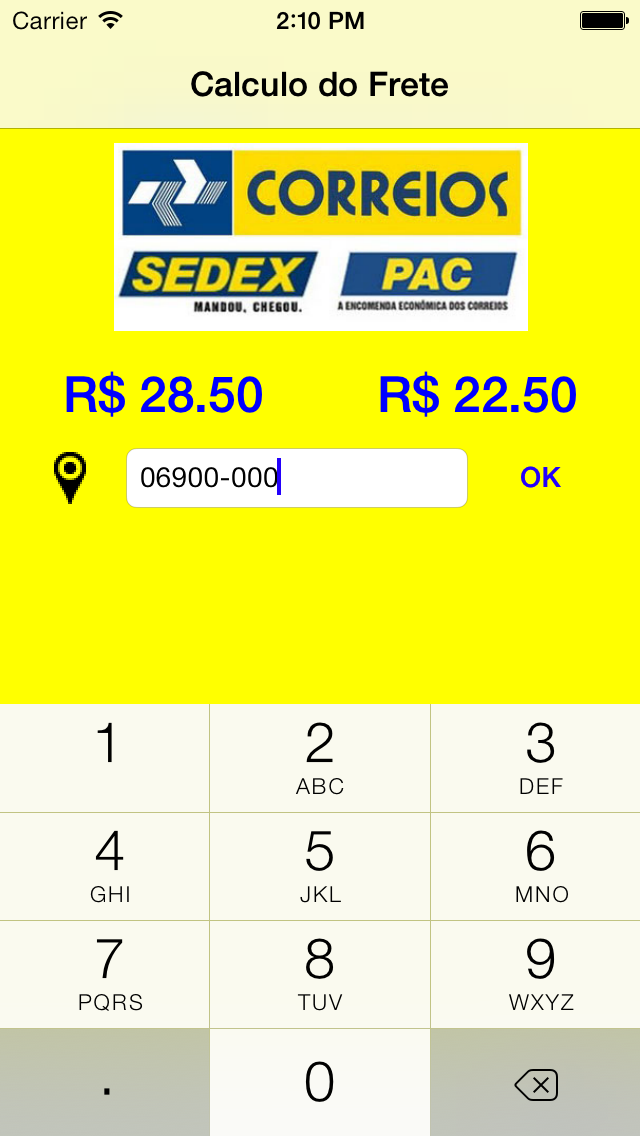 Carrier 2:10 PM
Calculo do Frete
CORREIOS
SEDEX PAC
MANDOU, CHEGOU. A ENCOMENDA ECONÔMICA DOS CORREIOS
R$ 28.50 R$ 22.50
06900-000 OK
1 2 3
ABC DEF
4 5 6
GHI JKL MNO
7 8 9
PQRS TUV WXYZ
. 0